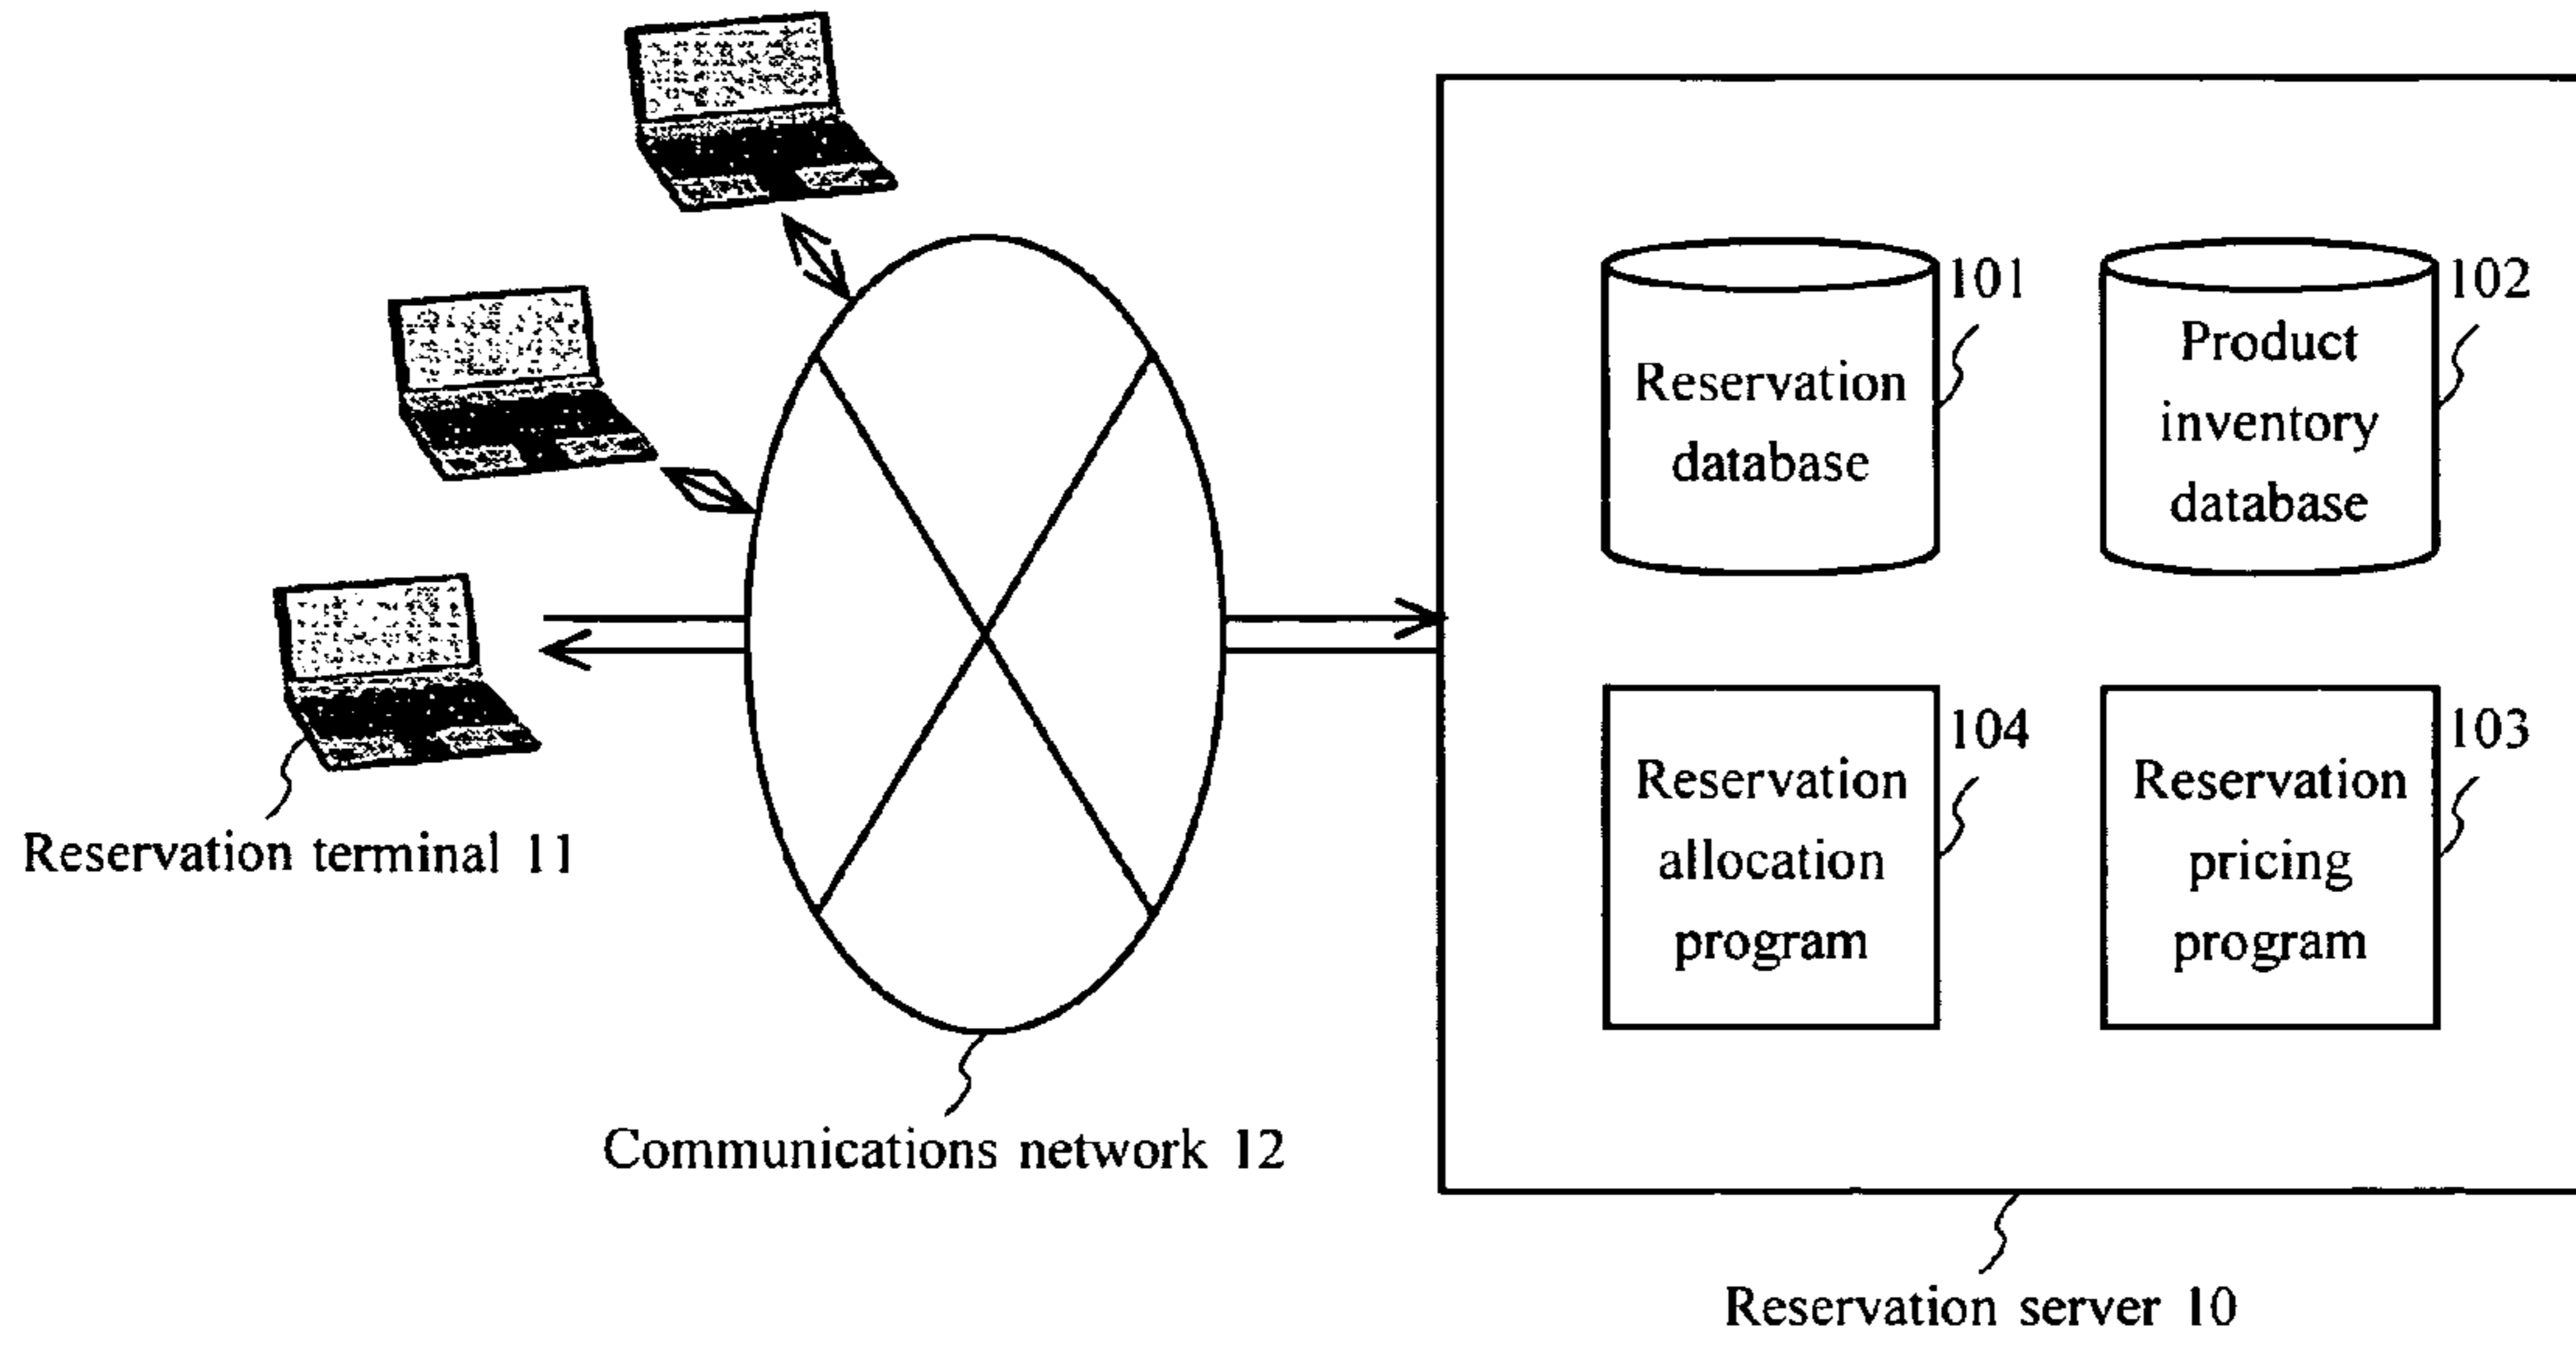 101
Reservation
database
102
Product
inventory
database
104
Reservation
allocation
program
103
Reservation
pricing
program
Reservation terminal 11
Communications network 12
Reservation server 10